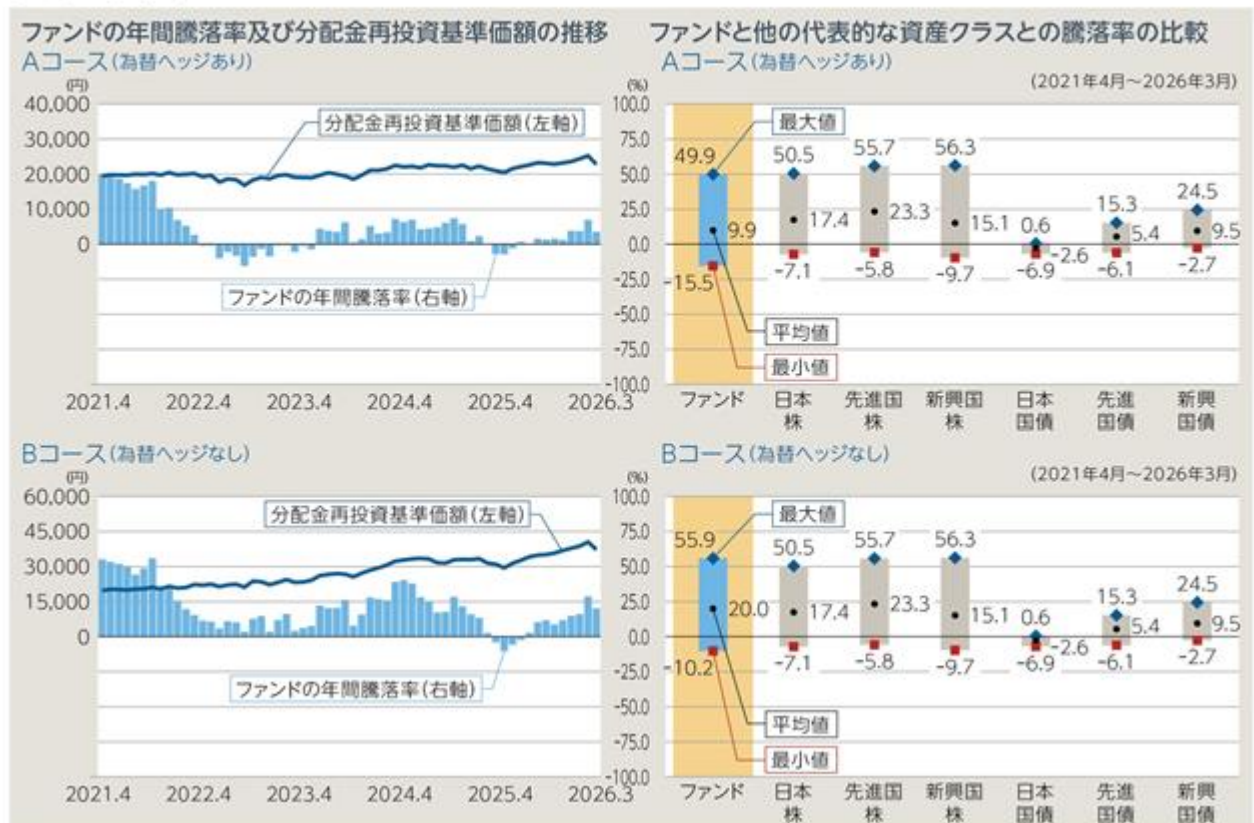 ファンドの年間騰落率及び分配金再投資基準価額の推移
Aコース(為替ヘッジあり)
(円)
40,000
30,000
20,000
10,000
0
分配金再投資基準価額(左軸)
ファンドの年間騰落率(右軸)
(%)
100.0
75.0
50.0
25.0
0.0
-25.0
-50.0
-75.0
-100.0
2021.4 2022.4 2023.4 2024.4 2025.4 2026.3
ファンドと他の代表的な資産クラスとの騰落率の比較
Aコース(為替ヘッジあり)
(2021年4月〜2026年3月)
最大値
49.9 50.5 55.7 56.3 0.6 15.3 24.5
9.9 17.4 23.3 15.1 -2.6 5.4 9.5
-15.5 -7.1 -5.8 -9.7 -6.9 -6.1 -2.7
平均値
最小値
ファンド 日本株 先進国株 新興国株 日本国債 先進国債 新興国債
Bコース(為替ヘッジなし)
(円)
60,000
45,000
30,000
15,000
0
分配金再投資基準価額(左軸)
ファンドの年間騰落率(右軸)
(%)
100.0
75.0
50.0
25.0
0.0
-25.0
-50.0
-75.0
-100.0
2021.4 2022.4 2023.4 2024.4 2025.4 2026.3
Bコース(為替ヘッジなし)
(2021年4月〜2026年3月)
最大値
55.9 50.5 55.7 56.3 0.6 15.3 24.5
20.0 17.4 23.3 15.1 -2.6 5.4 9.5
-10.2 -7.1 -5.8 -9.7 -6.9 -6.1 -2.7
平均値
最小値
ファンド 日本株 先進国株 新興国株 日本国債 先進国債 新興国債